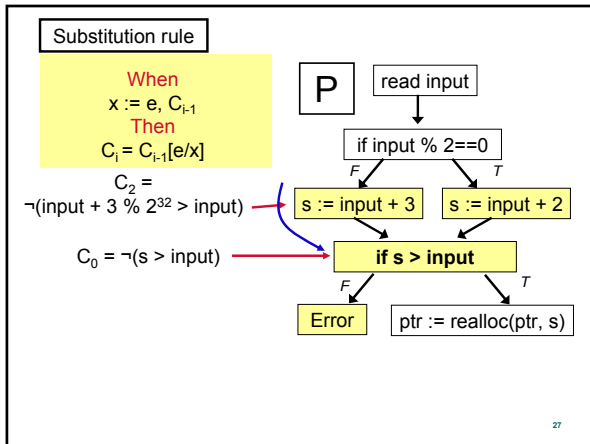 Substitution rule
When
x := e, Cᵢ₋₁
Then
Cᵢ = Cᵢ₋₁[e/x]
P
read input
if input % 2==0
F
T
C₂ =
¬(input + 3 % 2³² > input)
s := input + 3
s := input + 2
C₀ = ¬(s > input)
if s > input
F
T
Error
ptr := realloc(ptr, s)
27